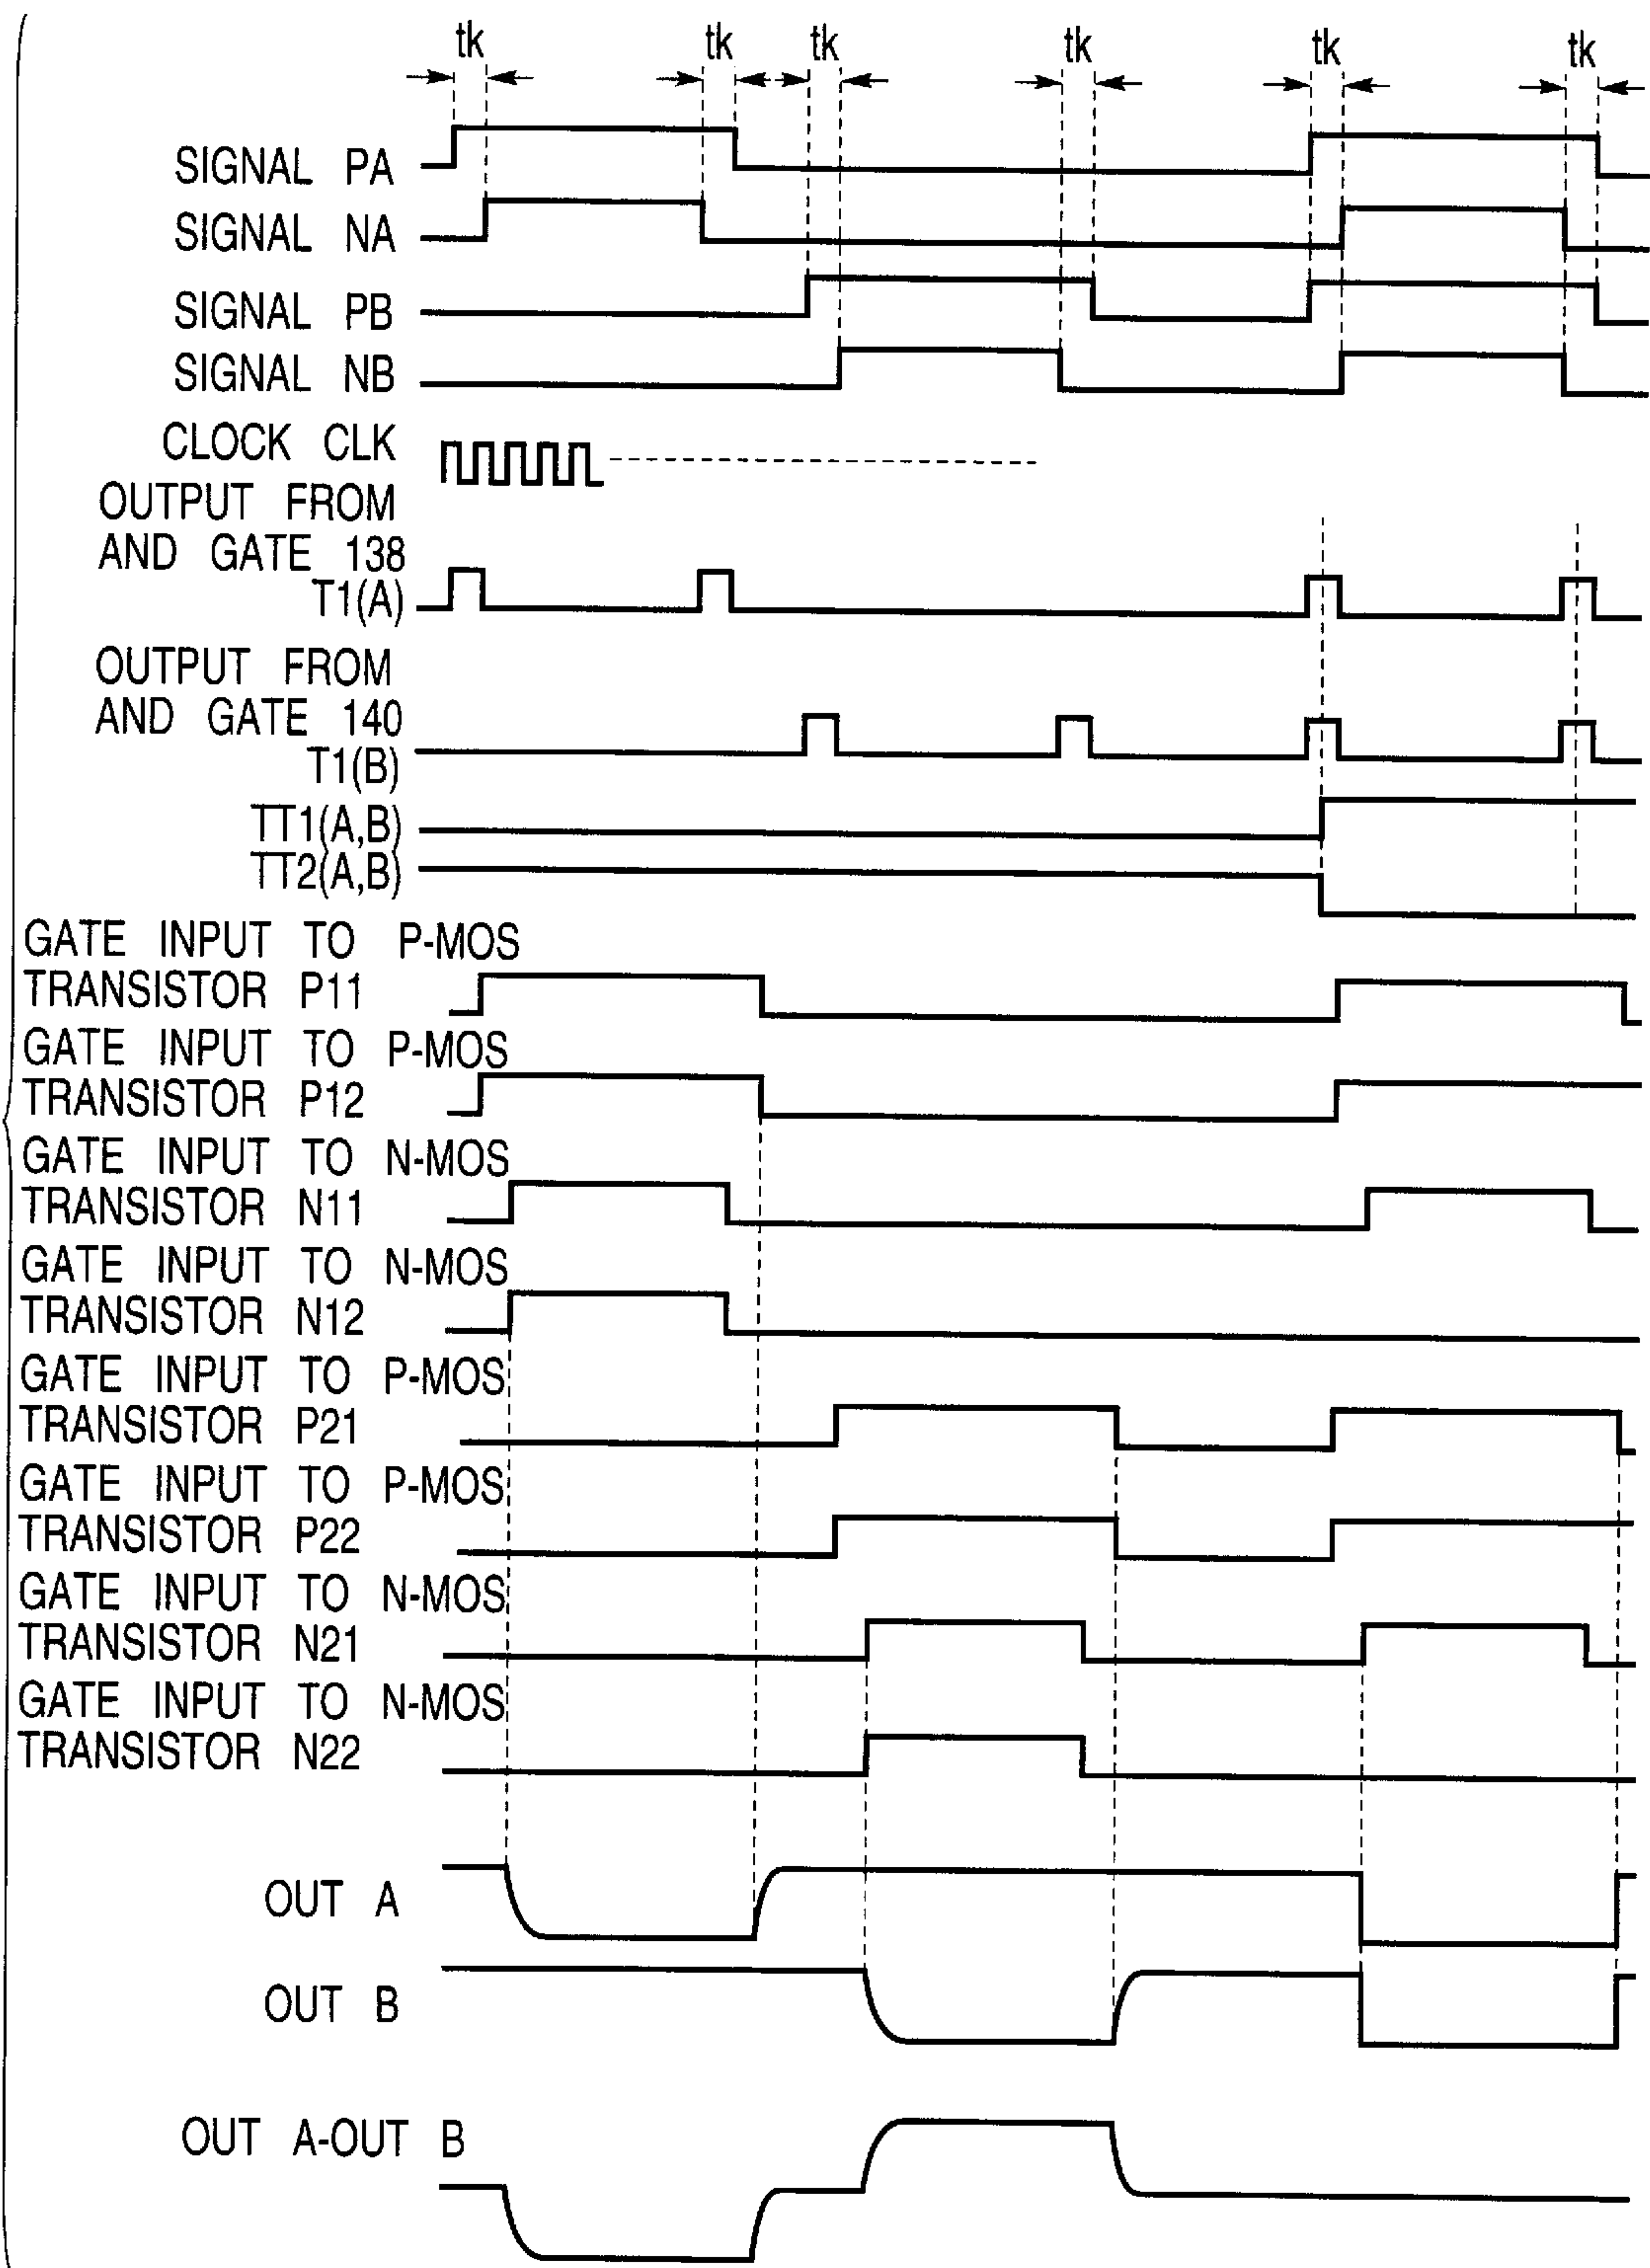 tk tk tk tk tk tk
SIGNAL PA
SIGNAL NA
SIGNAL PB
SIGNAL NB
CLOCK CLK
OUTPUT FROM
AND GATE 138
T1(A)
OUTPUT FROM
AND GATE 140
T1(B)
TT1(A,B)
TT2(A,B)
GATE INPUT TO P-MOS
TRANSISTOR P11
GATE INPUT TO P-MOS
TRANSISTOR P12
GATE INPUT TO N-MOS
TRANSISTOR N11
GATE INPUT TO N-MOS
TRANSISTOR N12
GATE INPUT TO P-MOS
TRANSISTOR P21
GATE INPUT TO P-MOS
TRANSISTOR P22
GATE INPUT TO N-MOS
TRANSISTOR N21
GATE INPUT TO N-MOS
TRANSISTOR N22
OUT A
OUT B
OUT A-OUT B